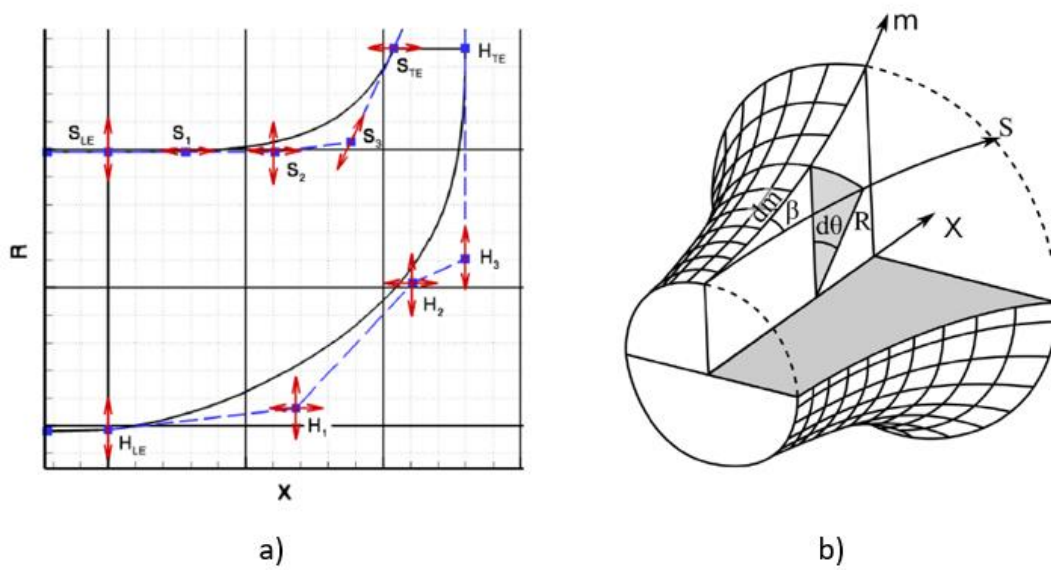 S_LE
S_1
S_2
S_3
S_TE
H_TE
H_3
H_2
H_1
H_LE
R
X
a)
m
S
dm
β
dθ
R
X
b)